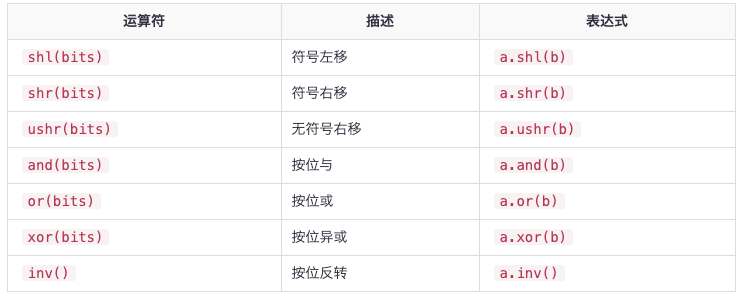 运算符 描述 表达式
shl(bits) 符号左移 a.shl(b)
shr(bits) 符号右移 a.shr(b)
ushr(bits) 无符号右移 a.ushr(b)
and(bits) 按位与 a.and(b)
or(bits) 按位或 a.or(b)
xor(bits) 按位异或 a.xor(b)
inv() 按位反转 a.inv()